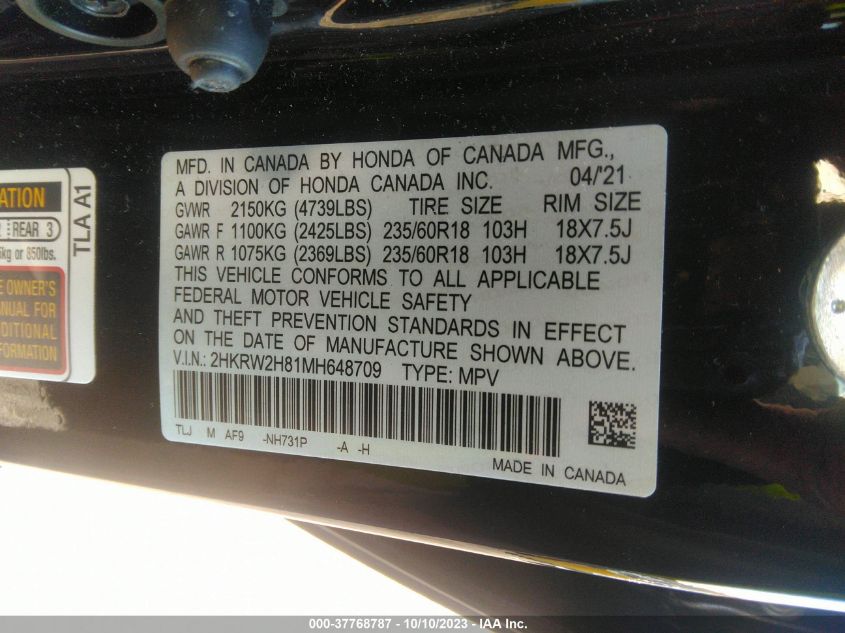 MFD. IN CANADA BY HONDA OF CANADA MFG.,
A DIVISION OF HONDA CANADA INC. 04/'21
GVWR 2150KG (4739LBS) TIRE SIZE RIM SIZE
GAWR F 1100KG (2425LBS) 235/60R18 103H 18X7.5J
GAWR R 1075KG (2369LBS) 235/60R18 103H 18X7.5J
THIS VEHICLE CONFORMS TO ALL APPLICABLE
FEDERAL MOTOR VEHICLE SAFETY
AND THEFT PREVENTION STANDARDS IN EFFECT
ON THE DATE OF MANUFACTURE SHOWN ABOVE.
V.I.N.: 2HKRW2H81MH648709 TYPE: MPV
TLJ M AF9 -NH731P -A -H
MADE IN CANADA
REAR 3
kg or 850lbs.
OWNER'S
FOR
TLA A1
000-37768787 - 10/10/2023 - IAA Inc.